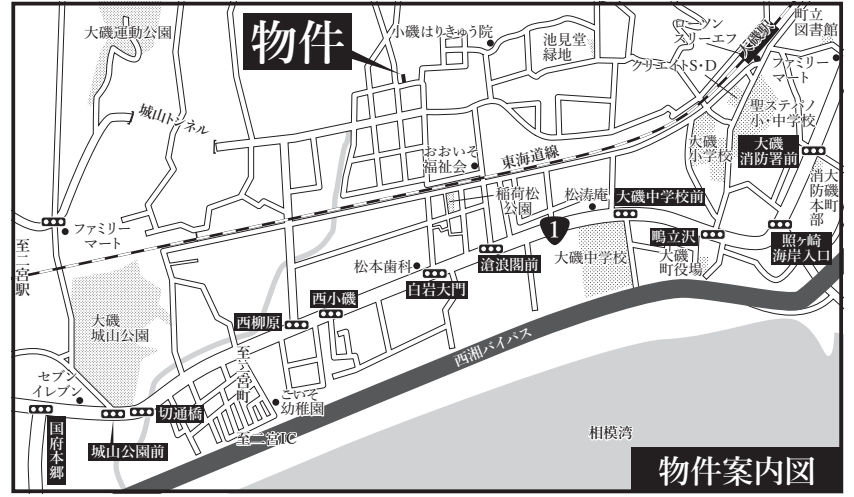 大磯運動公園
物件
小磯はりきゅう院
池見堂
緑地
ローソン
スリーエフ
大磯駅
町立
図書館
クリエイトS・D
ファミリー
マート
城山トンネル
聖ステパノ
小・中学校
おおいそ
福祉会
東海道線
大磯
小学校
大磯
消防署前
大磯町
消防本部
稲荷松
公園
松涛庵
大磯中学校前
1
ファミリー
マート
至二宮駅
松本歯科
滄浪閣前
大磯中学校
鴫立沢
大磯
町役場
照ヶ崎
海岸入口
白岩大門
西小磯
西柳原
大磯
城山公園
西湘バイパス
至二宮町
セブン
イレブン
こいそ
幼稚園
切通橋
国府本郷
城山公園前
至二宮IC
相模湾
物件案内図